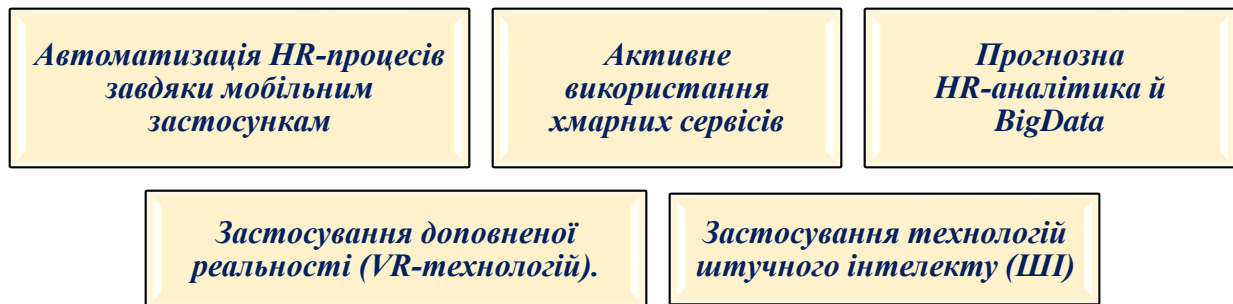 Автоматизація HR-процесів
завдяки мобільним
застосункам
Активне
використання
хмарних сервісів
Прогнозна
HR-аналітика й
BigData
Застосування доповненої
реальності (VR-технологій).
Застосування технологій
штучного інтелекту (ШІ)